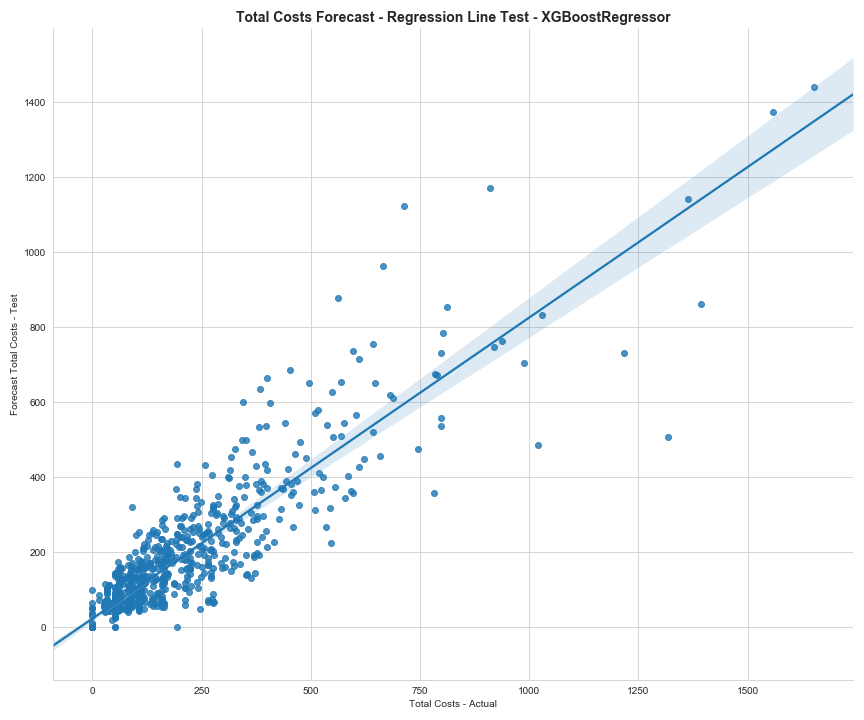 Total Costs Forecast - Regression Line Test - XGBoostRegressor
1400
1200
1000
800
600
400
200
0
Forecast Total Costs - Test
0 250 500 750 1000 1250 1500
Total Costs - Actual